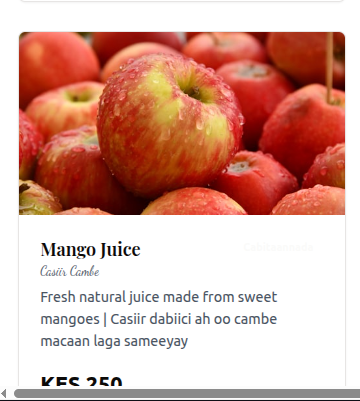 Mango Juice
Casiir Cambe
Fresh natural juice made from sweet
mangoes | Casiir dabiici ah oo cambe
macaan laga sameeyay
KES 250